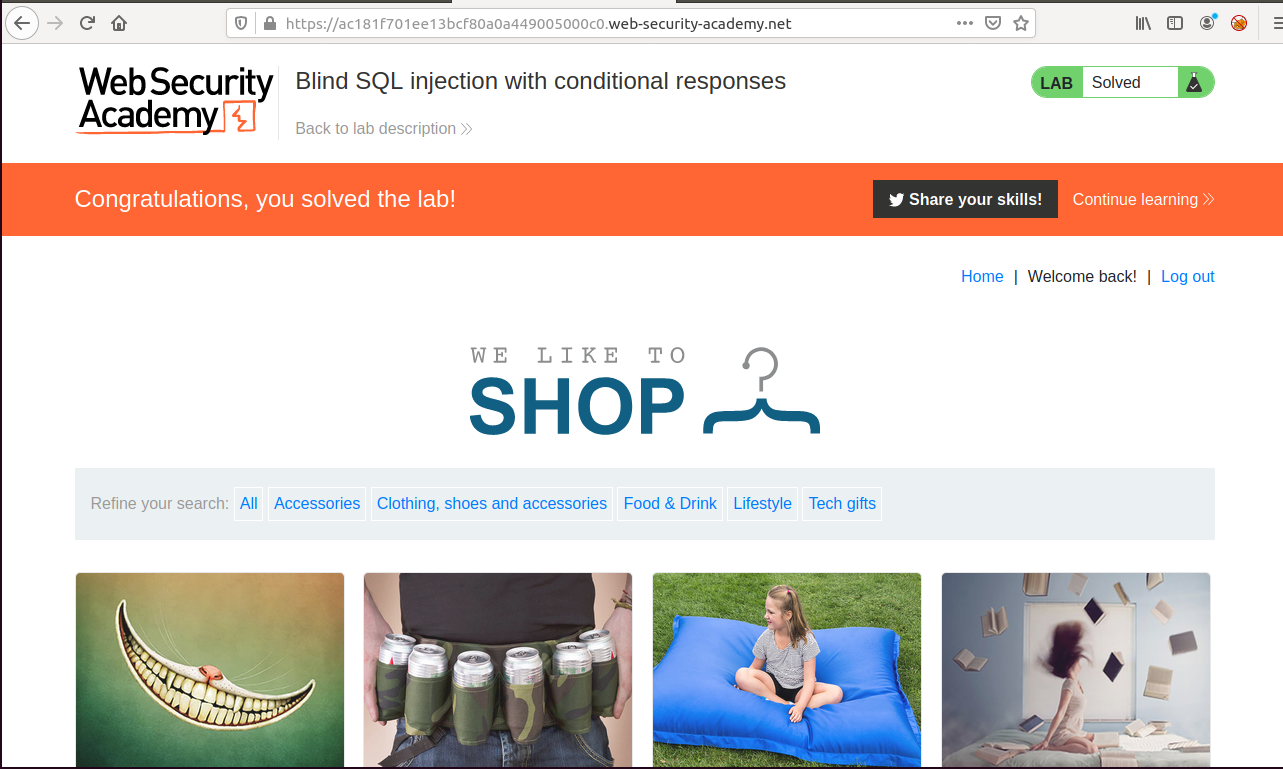 https://ac181f701ee13bcf80a0a449005000c0.web-security-academy.net
Web Security
Academy
Blind SQL injection with conditional responses
Back to lab description
LAB Solved
Congratulations, you solved the lab!
Share your skills! Continue learning
Home | Welcome back! | Log out
WE LIKE TO
SHOP
Refine your search: All Accessories Clothing, shoes and accessories Food & Drink Lifestyle Tech gifts